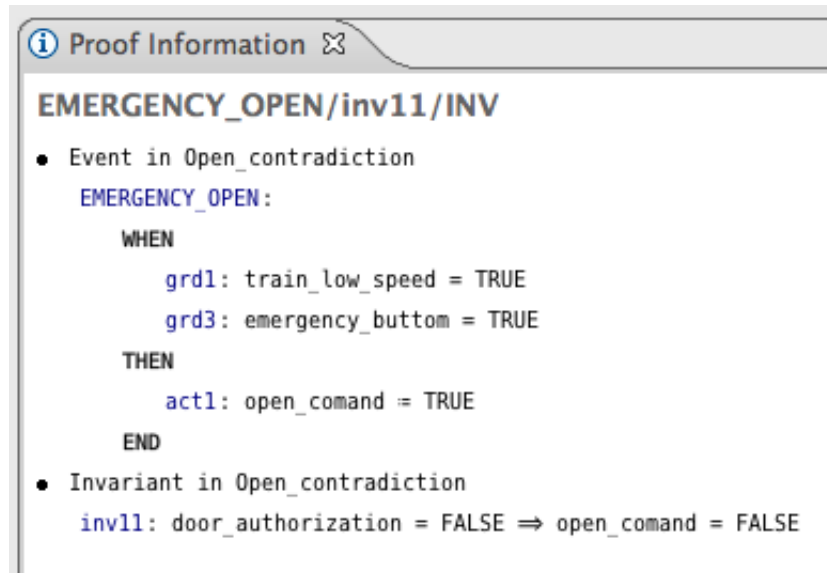 Proof Information
EMERGENCY_OPEN/inv11/INV
• Event in Open_contradiction
EMERGENCY_OPEN:
WHEN
grd1: train_low_speed = TRUE
grd3: emergency_buttom = TRUE
THEN
act1: open_comand ≔ TRUE
END
• Invariant in Open_contradiction
inv11: door_authorization = FALSE ⇒ open_comand = FALSE